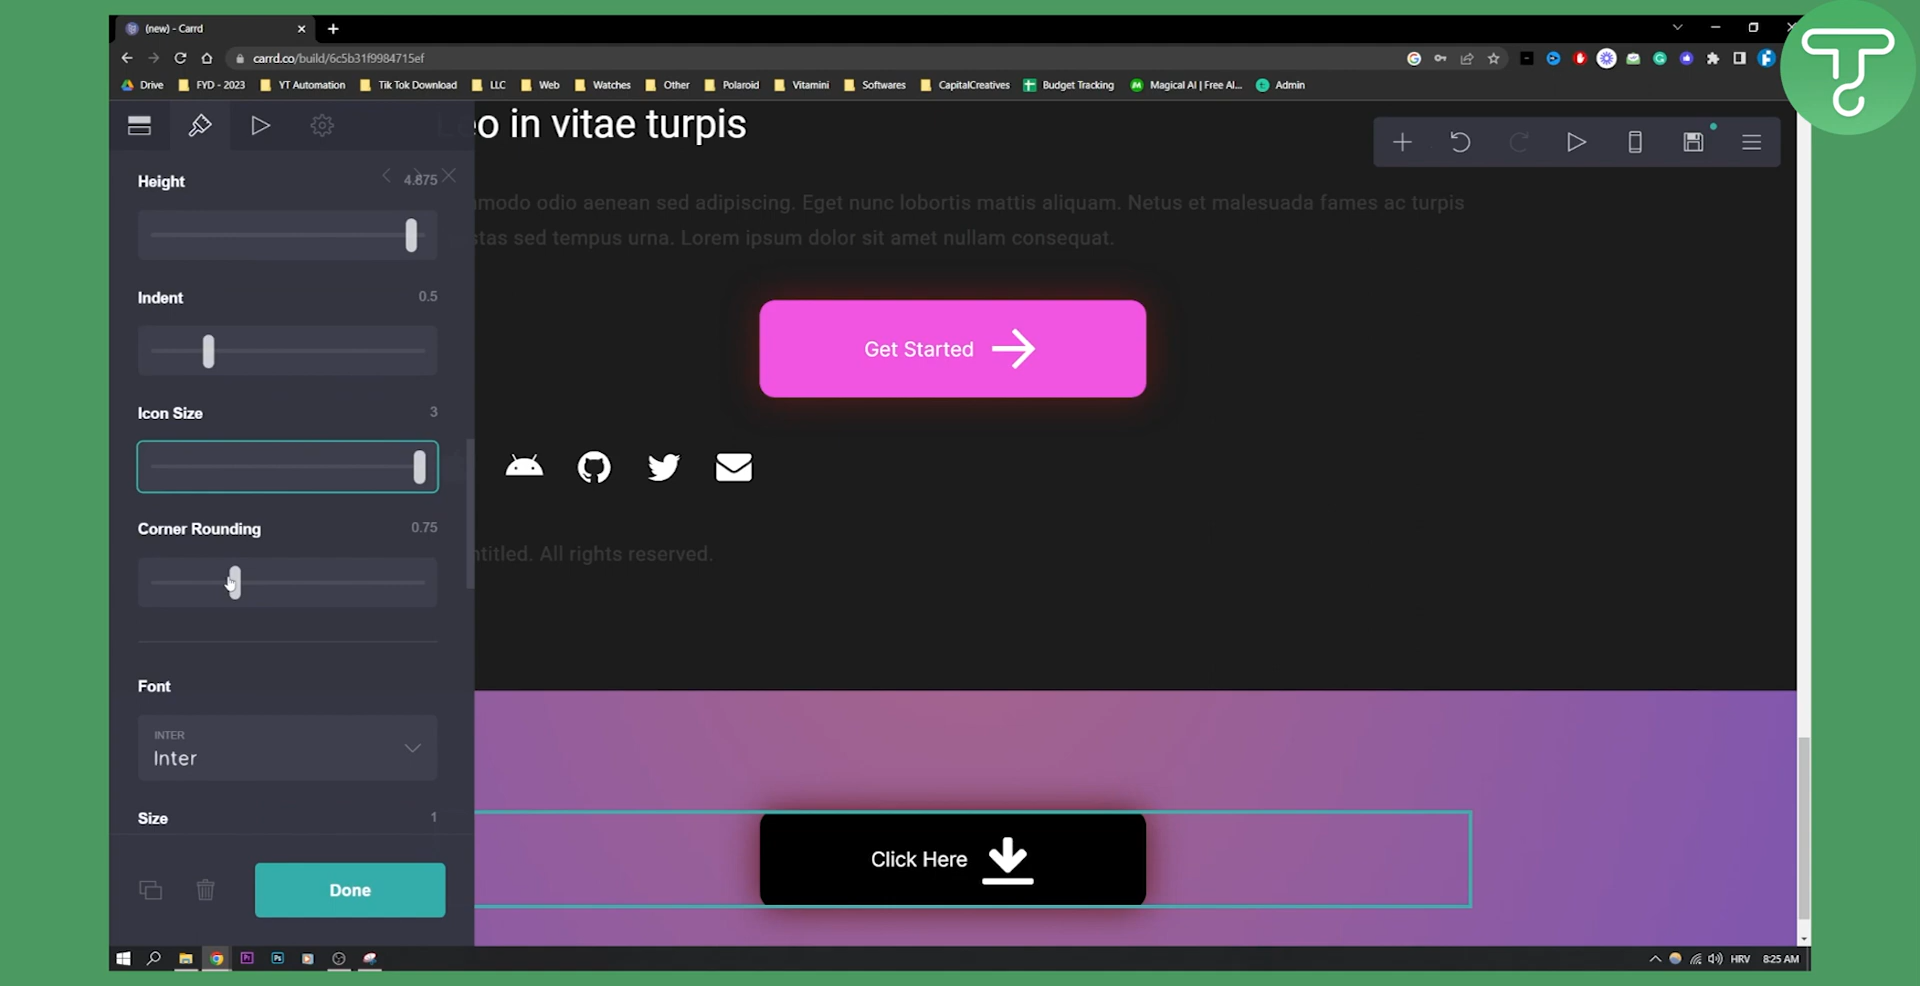 (new) - Carrd
carrd.co/build/6c5b31f9984715ef
Drive FYD - 2023 YT Automation Tik Tok Download LLC Web Watches Other Polaroid Vitamini Softwares CapitalCreatives Budget Tracking Magical AI | Free AI... Admin
eo in vitae turpis
Height 4.875
modo odio aenean sed adipiscing. Eget nunc lobortis mattis aliquam. Netus et malesuada fames ac turpis
stas sed tempus urna. Lorem ipsum dolor sit amet nullam consequat.
Indent 0.5
Get Started
Icon Size 3
Corner Rounding 0.75
ntitled. All rights reserved.
Font
INTER
Inter
Size 1
Click Here
Done
Pr Ps
HRV 8:25 AM